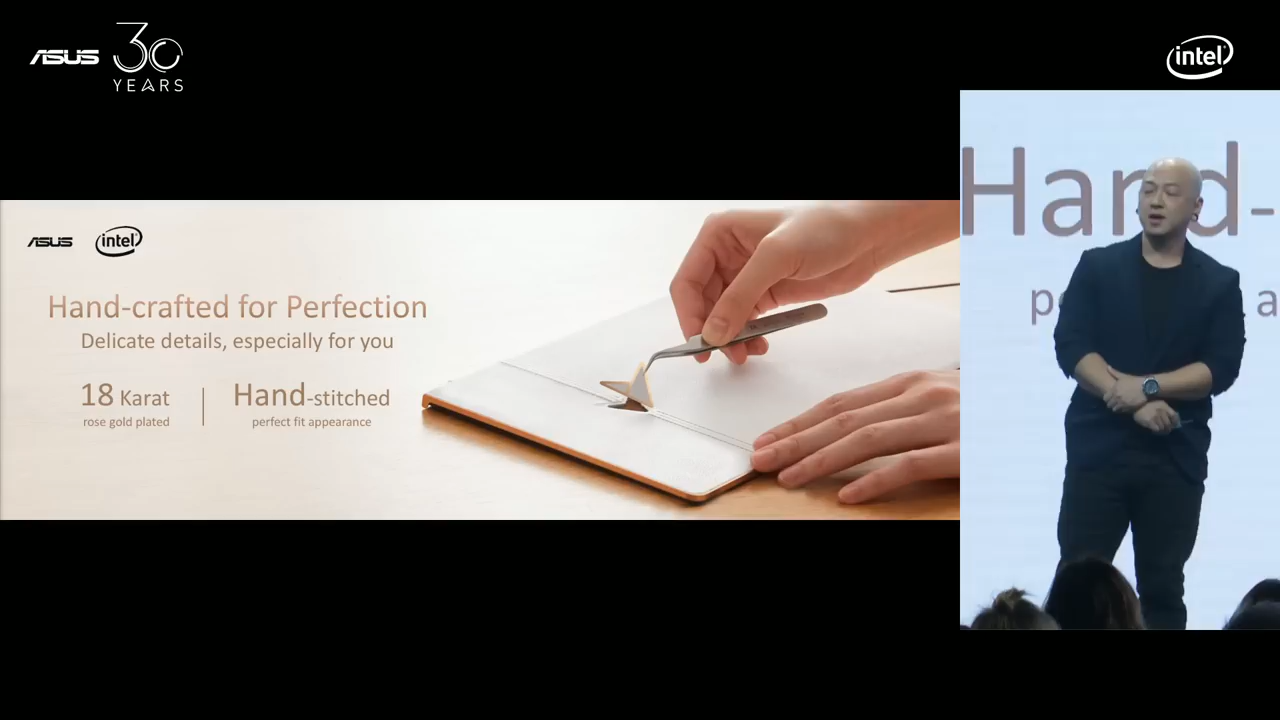 ASUS
30
YEARS
intel
ASUS
intel
Hand-crafted for Perfection
Delicate details, especially for you
18 Karat
rose gold plated
Hand-stitched
perfect fit appearance